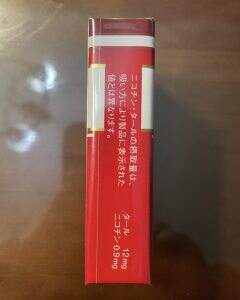 ニコチン・タールの摂取量は、
吸い方により製品に表示された
値とは異なります。
タール 12mg
ニコチン 0.9mg